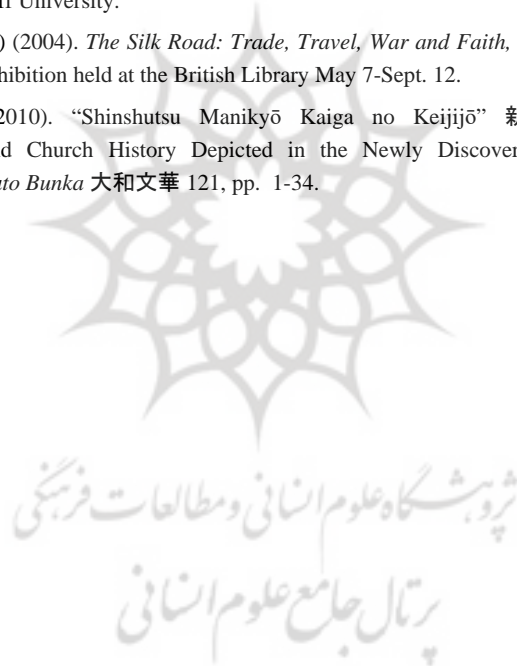 ff University.
) (2004). The Silk Road: Trade, Travel, War and Faith,
hibition held at the British Library May 7-Sept. 12.
2010). “Shinshutsu Manikyō Kaiga no Keijijō” 新
d Church History Depicted in the Newly Discover
to Bunka 大和文華 121, pp. 1-34.
پژوهشگاه علوم انسانی و مطالعات فرهنگی
پرتال جامع علوم انسانی